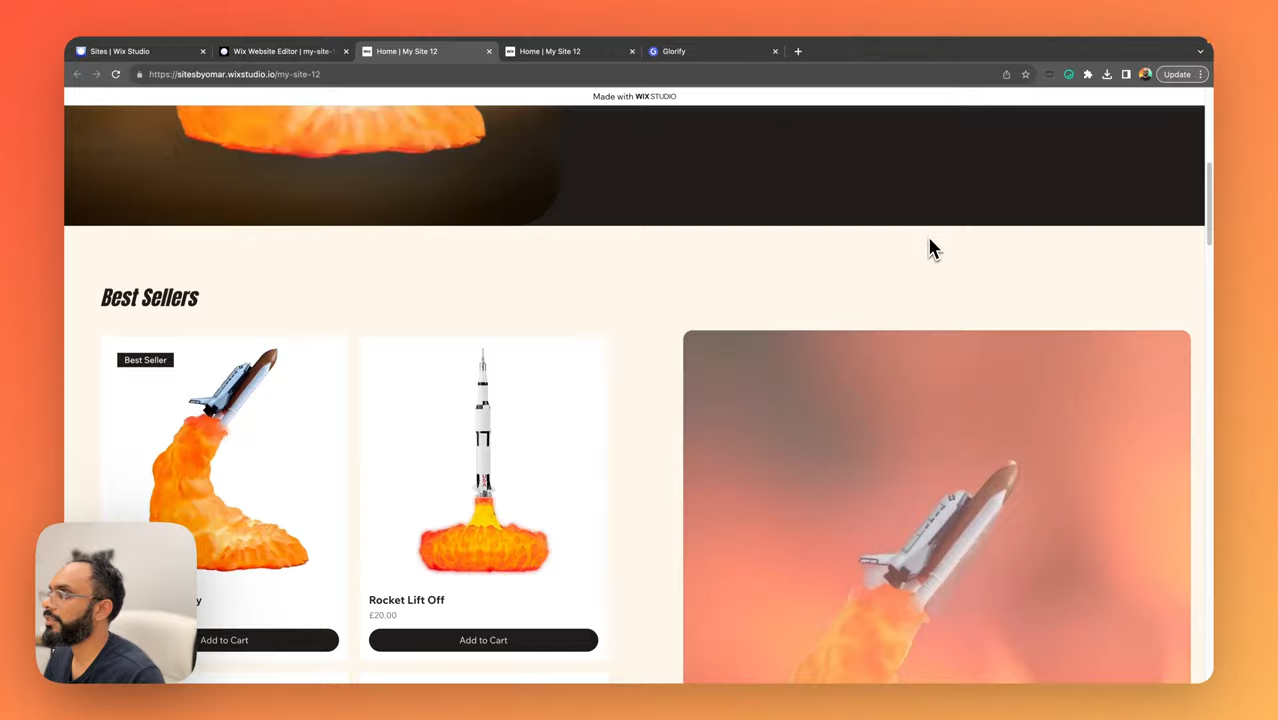 Sites | Wix Studio
Wix Website Editor | my-site-
Home | My Site 12
Home | My Site 12
Glorify
https://sitesbyomar.wixstudio.io/my-site-12
Update
Made with WIX STUDIO
Best Sellers
Best Seller
y
Rocket Lift Off
£20.00
Add to Cart
Add to Cart